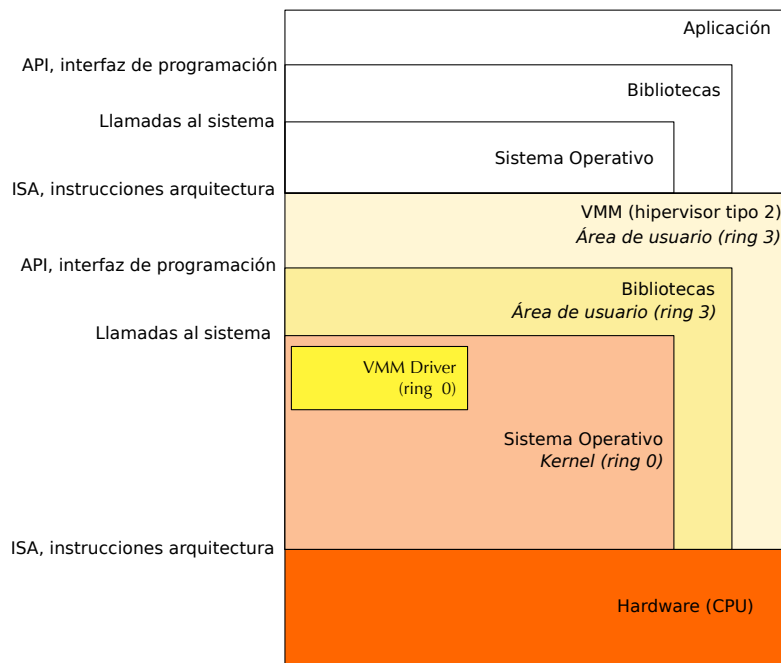 Aplicación
API, interfaz de programación
Bibliotecas
Llamadas al sistema
Sistema Operativo
ISA, instrucciones arquitectura
VMM (hipervisor tipo 2)
Área de usuario (ring 3)
API, interfaz de programación
Bibliotecas
Área de usuario (ring 3)
Llamadas al sistema
VMM Driver
(ring 0)
Sistema Operativo
Kernel (ring 0)
ISA, instrucciones arquitectura
Hardware (CPU)